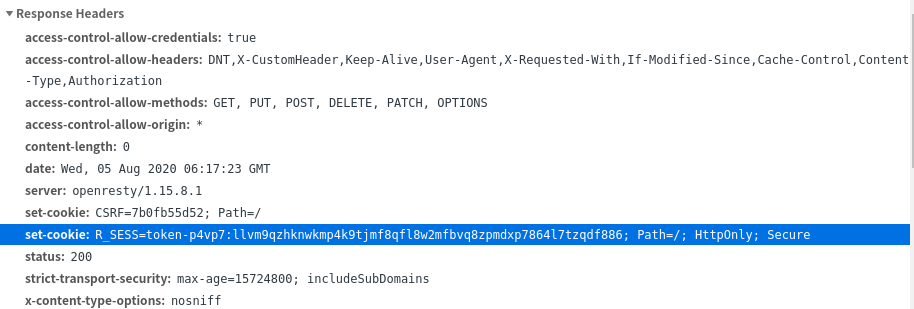 Response Headers
access-control-allow-credentials: true
access-control-allow-headers: DNT,X-CustomHeader,Keep-Alive,User-Agent,X-Requested-With,If-Modified-Since,Cache-Control,Content
-Type,Authorization
access-control-allow-methods: GET, PUT, POST, DELETE, PATCH, OPTIONS
access-control-allow-origin: *
content-length: 0
date: Wed, 05 Aug 2020 06:17:23 GMT
server: openresty/1.15.8.1
set-cookie: CSRF=7b0fb55d52; Path=/
set-cookie: R_SESS=token-p4vp7:llvm9qzhknwkmp4k9tjmf8qfl8w2mfbvq8zpmdxp7864l7tzqdf886; Path=/; HttpOnly; Secure
status: 200
strict-transport-security: max-age=15724800; includeSubDomains
x-content-type-options: nosniff